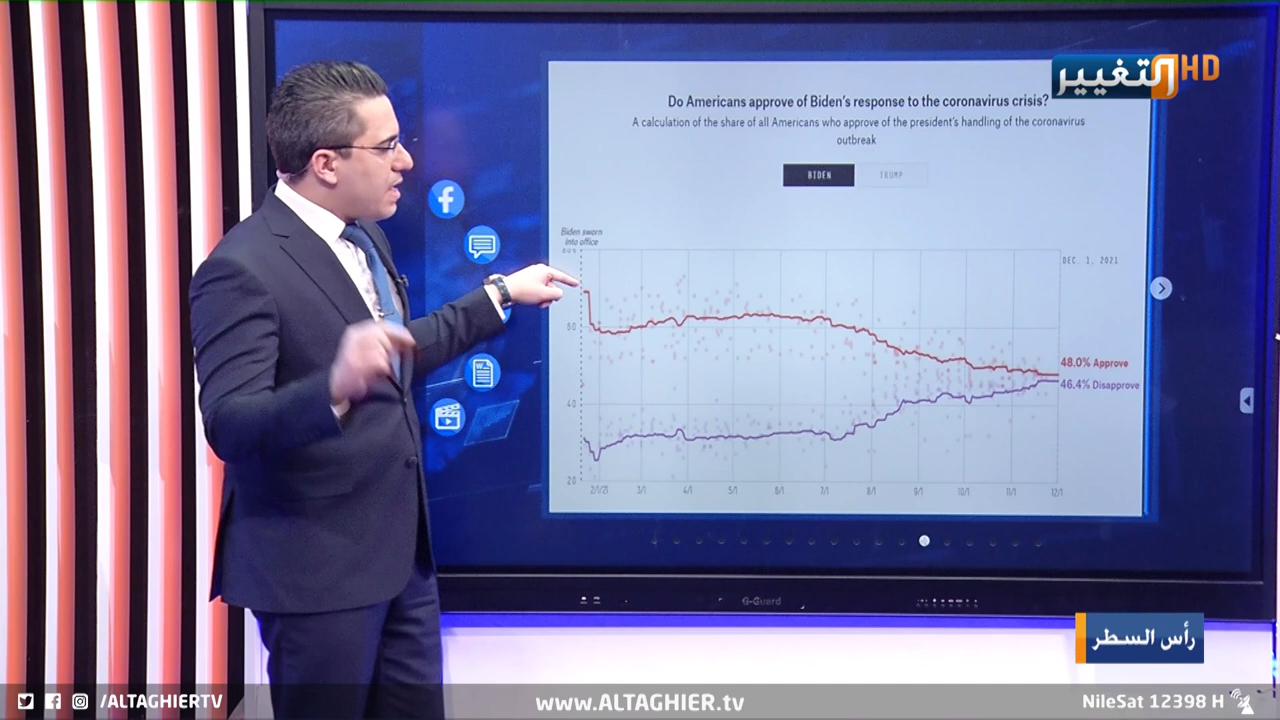 التغيير HD
Do Americans approve of Biden's response to the coronavirus crisis?
A calculation of the share of all Americans who approve of the president's handling of the coronavirus
outbreak
BIDEN TRUMP
Biden sworn
into office
80%
DEC. 1, 2021
60
48.0% Approve
46.4% Disapprove
40
20
2/1/21 3/1 4/1 5/1 6/1 7/1 8/1 9/1 10/1 11/1 12/1
G-Guard
رأس السطر
/ALTAGHIERTV
www.ALTAGHIER.tv
NileSat 12398 H